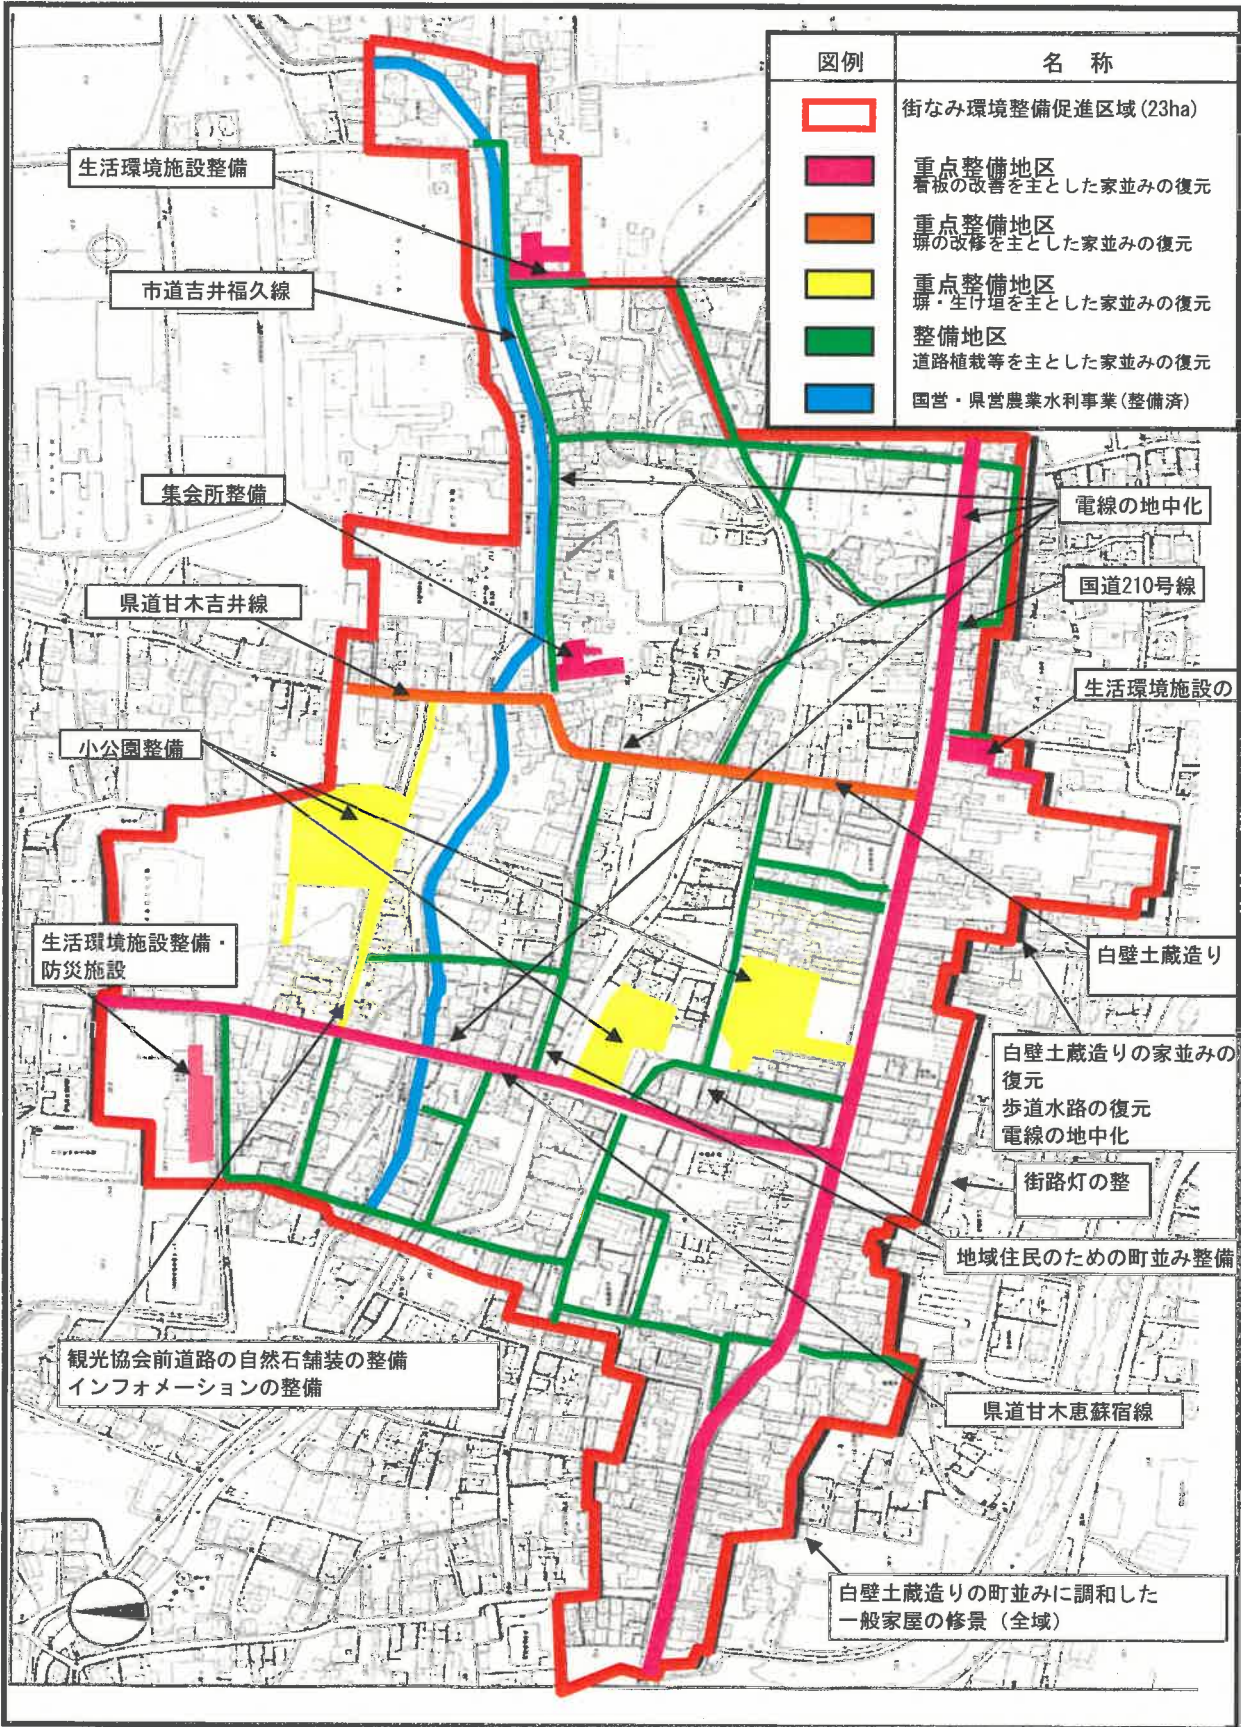 図例 名 称
街なみ環境整備促進区域(23ha)
重点整備地区
看板の改善を主とした家並みの復元
重点整備地区
塀の改修を主とした家並みの復元
重点整備地区
塀・生け垣を主とした家並みの復元
整備地区
道路植栽等を主とした家並みの復元
国営・県営農業水利事業(整備済)
生活環境施設整備
市道吉井福久線
集会所整備
電線の地中化
国道210号線
県道甘木吉井線
生活環境施設の
小公園整備
生活環境施設整備・
防災施設
白壁土蔵造り
白壁土蔵造りの家並みの
復元
歩道水路の復元
電線の地中化
街路灯の整
地域住民のための町並み整備
観光協会前道路の自然石舗装の整備
インフォメーションの整備
県道甘木恵蘇宿線
白壁土蔵造りの町並みに調和した
一般家屋の修景（全域）